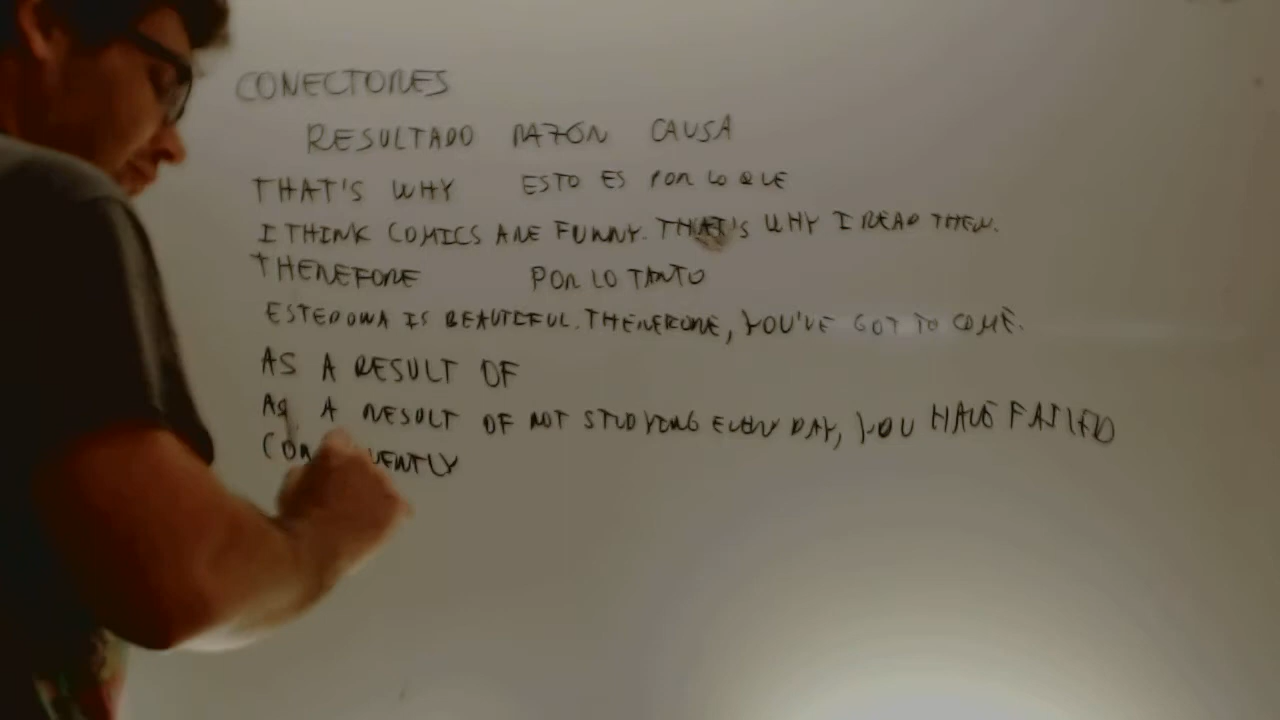 CONECTORES
RESULTADO RAZÓN CAUSA
THAT'S WHY ESTO ES POR LO QUE
I THINK COMICS ARE FUNNY. THAT'S WHY I READ THEM.
THEREFORE POR LO TANTO
ESTEPONA IS BEAUTIFUL. THEREFORE, YOU'VE GOT TO COME.
AS A RESULT OF
AS A RESULT OF NOT STUDYING EVERY DAY, YOU HAVE FAILED